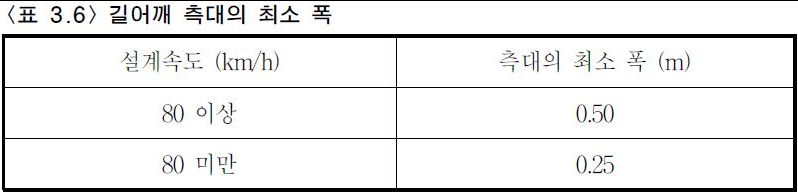 <표 3.6> 길어깨 측대의 최소 폭
설계속도 (km/h) 측대의 최소 폭 (m)
80 이상 0.50
80 미만 0.25